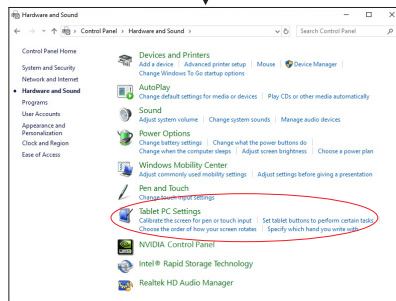 Hardware and Sound
Control Panel > Hardware and Sound >
Search Control Panel
Control Panel Home
System and Security
Network and Internet
Hardware and Sound
Programs
User Accounts
Appearance and
Personalization
Clock and Region
Ease of Access
Devices and Printers
Add a device | Advanced printer setup | Mouse | Device Manager |
Change Windows To Go startup options
AutoPlay
Change default settings for media or devices | Play CDs or other media automatically
Sound
Adjust system volume | Change system sounds | Manage audio devices
Power Options
Change battery settings | Change what the power buttons do |
Change when the computer sleeps | Adjust screen brightness | Choose a power plan
Windows Mobility Center
Adjust commonly used mobility settings | Adjust settings before giving a presentation
Pen and Touch
Change touch input settings
Tablet PC Settings
Calibrate the screen for pen or touch input | Set tablet buttons to perform certain tasks
Choose the order of how your screen rotates | Specify which hand you write with
NVIDIA Control Panel
Intel® Rapid Storage Technology
Realtek HD Audio Manager